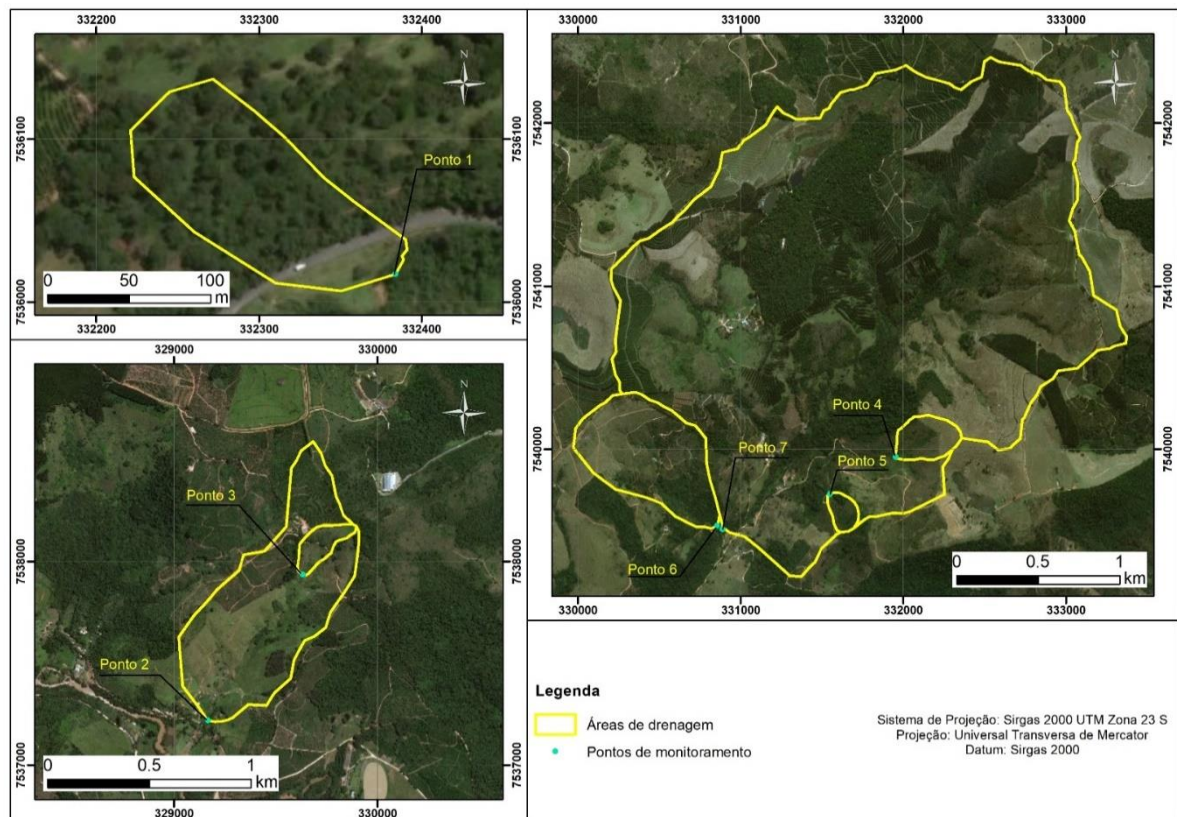 332200 332300 332400
N
7536100 7536100
Ponto 1
0 50 100
m
7536000 7536000
332200 332300 332400
329000 330000
N
Ponto 3
7538000 7538000
Ponto 2
7537000 7537000
0 0.5 1
km
329000 330000
330000 331000 332000 333000
N
7542000 7542000
7541000 7541000
Ponto 4
Ponto 7
7540000 7540000
Ponto 5
Ponto 6
0 0.5 1
km
330000 331000 332000 333000
Legenda
Áreas de drenagem
Pontos de monitoramento
Sistema de Projeção: Sirgas 2000 UTM Zona 23 S
Projeção: Universal Transversa de Mercator
Datum: Sirgas 2000